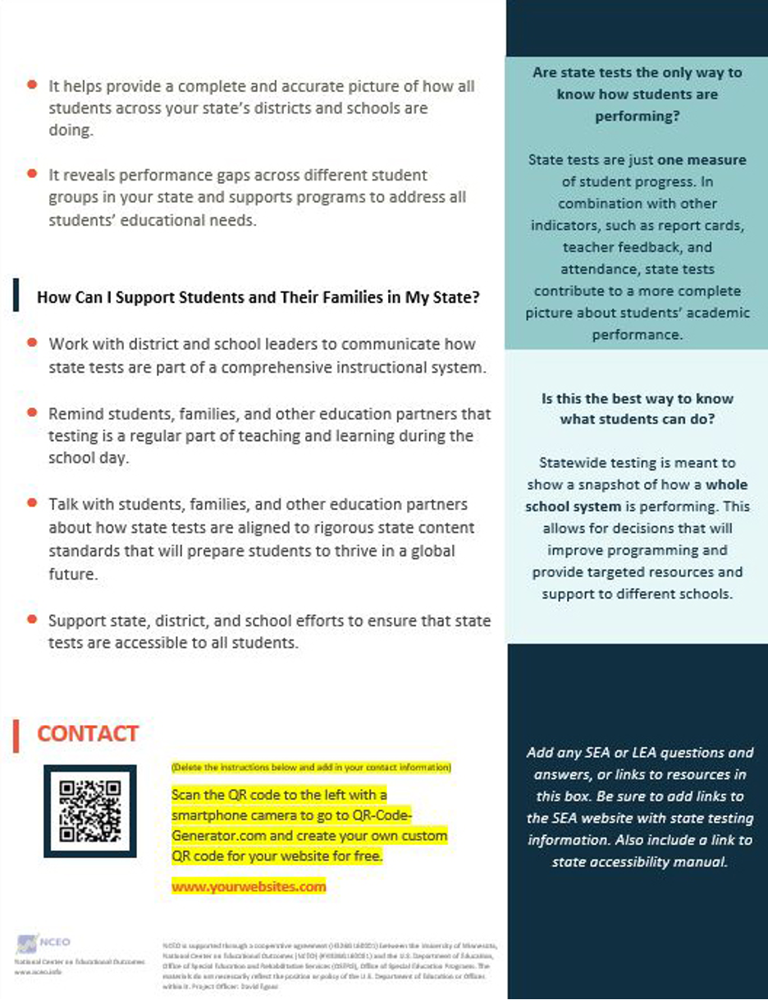 It helps provide a complete and accurate picture of how all
students across your state's districts and schools are
doing.
It reveals performance gaps across different student
groups in your state and supports programs to address all
students' educational needs.
How Can I Support Students and Their Families in My State?
Work with district and school leaders to communicate how
state tests are part of a comprehensive instructional system.
Remind students, families, and other education partners that
testing is a regular part of teaching and learning during the
school day.
Talk with students, families, and other education partners
about how state tests are aligned to rigorous state content
standards that will prepare students to thrive in a global
future.
Support state, district, and school efforts to ensure that state
tests are accessible to all students.
CONTACT
(Delete the instructions below and add in your contact information)
Scan the QR code to the left with a
smartphone camera to go to QR-Code-
Generator.com and create your own custom
QR code for your website for free.
www.yourwebsites.com
NCEO
National Center on Educational Outcomes
www.nceo.info
NCEO is supported through a cooperative agreement between the University of Minnesota,
National Center on Educational Outcomes (NCEO) and the U.S. Department of Education,
Office of Special Education and Rehabilitative Services (OSERS), Office of Special Education Programs. The
materials do not necessarily reflect the position or policy of the U.S. Department of Education or Offices
within it. Project Officer: David
Are state tests the only way to
know how students are
performing?
State tests are just one measure
of student progress. In
combination with other
indicators, such as report cards,
teacher feedback, and
attendance, state tests
contribute to a more complete
picture about students' academic
performance.
Is this the best way to know
what students can do?
Statewide testing is meant to
show a snapshot of how a whole
school system is performing. This
allows for decisions that will
improve programming and
provide targeted resources and
support to different schools.
Add any SEA or LEA questions and
answers, or links to resources in
this box. Be sure to add links to
the SEA website with state testing
information. Also include a link to
state accessibility manual.